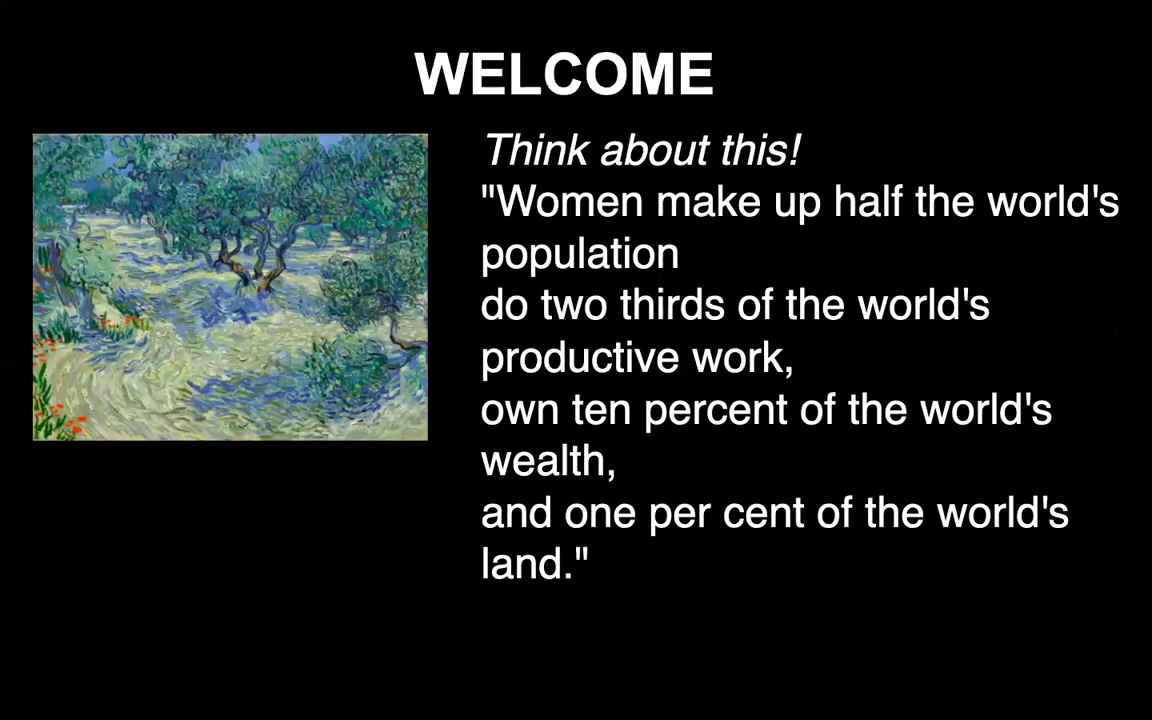 WELCOME
Think about this!
"Women make up half the world's
population
do two thirds of the world's
productive work,
own ten percent of the world's
wealth,
and one per cent of the world's
land."